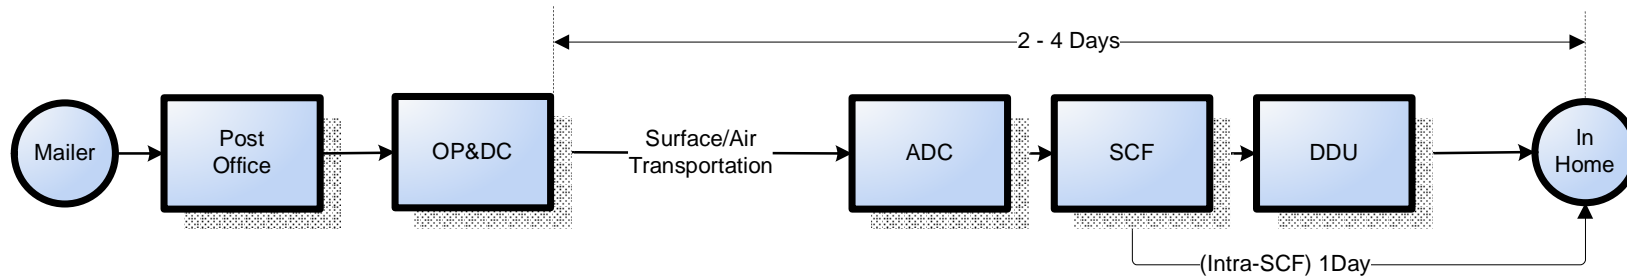 2 - 4 Days
Mailer
Post
Office
OP&DC
Surface/Air
Transportation
ADC
SCF
DDU
In
Home
(Intra-SCF) 1Day